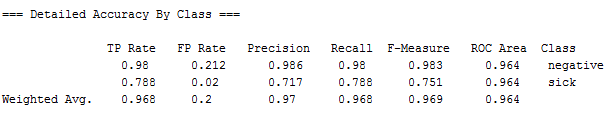 === Detailed Accuracy By Class ===
TP Rate FP Rate Precision Recall F-Measure ROC Area Class
0.98 0.212 0.986 0.98 0.983 0.964 negative
0.788 0.02 0.717 0.788 0.751 0.964 sick
Weighted Avg. 0.968 0.2 0.97 0.968 0.969 0.964